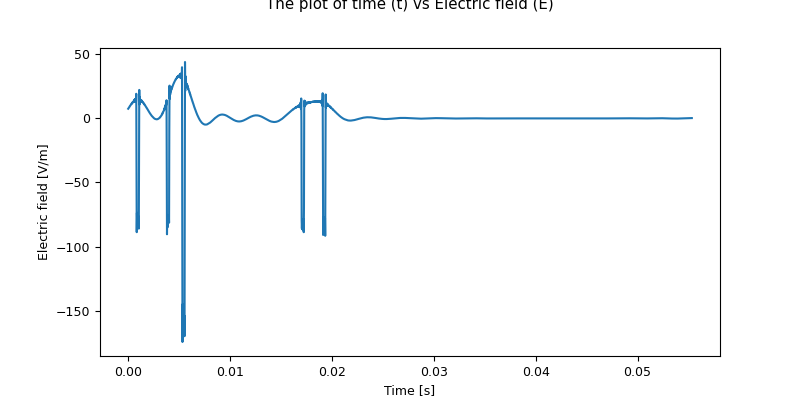 The plot of time (t) vs Electric field (E)
50
0
−50
−100
−150
Electric field [V/m]
0.00 0.01 0.02 0.03 0.04 0.05
Time [s]